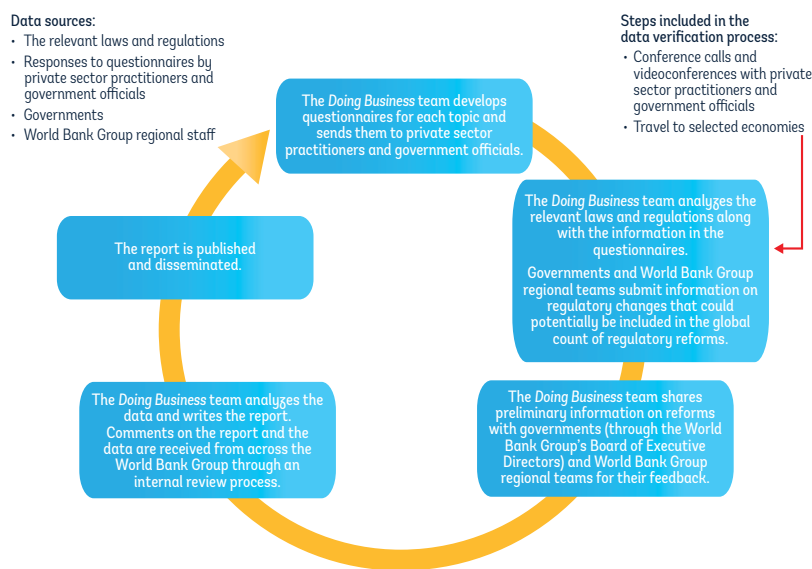 Data sources:
• The relevant laws and regulations
• Responses to questionnaires by
private sector practitioners and
government officials
• Governments
• World Bank Group regional staff
Steps included in the
data verification process:
• Conference calls and
videoconferences with private
sector practitioners and
government officials
• Travel to selected economies
The Doing Business team develops
questionnaires for each topic and
sends them to private sector
practitioners and government officials.
The Doing Business team analyzes the
relevant laws and regulations along
with the information in the
questionnaires.
Governments and World Bank Group
regional teams submit information on
regulatory changes that could
potentially be included in the global
count of regulatory reforms.
The Doing Business team shares
preliminary information on reforms
with governments (through the World
Bank Group's Board of Executive
Directors) and World Bank Group
regional teams for their feedback.
The Doing Business team analyzes the
data and writes the report.
Comments on the report and the
data are received from across the
World Bank Group through an
internal review process.
The report is published
and disseminated.